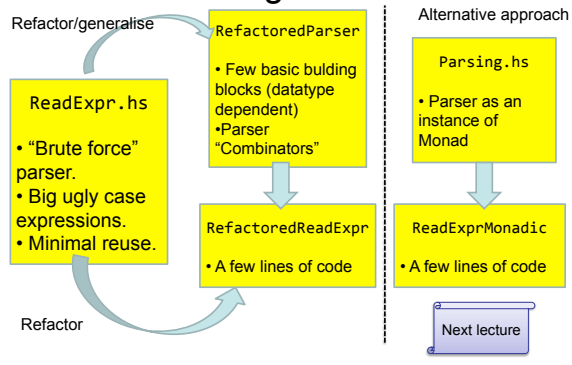 Refactor/generalise
ReadExpr.hs
• “Brute force”
parser.
• Big ugly case
expressions.
• Minimal reuse.
Refactor
RefactoredParser
• Few basic bulding
blocks (datatype
dependent)
•Parser
“Combinators”
RefactoredReadExpr
• A few lines of code
Alternative approach
Parsing.hs
• Parser as an
instance of
Monad
ReadExprMonadic
• A few lines of code
Next lecture